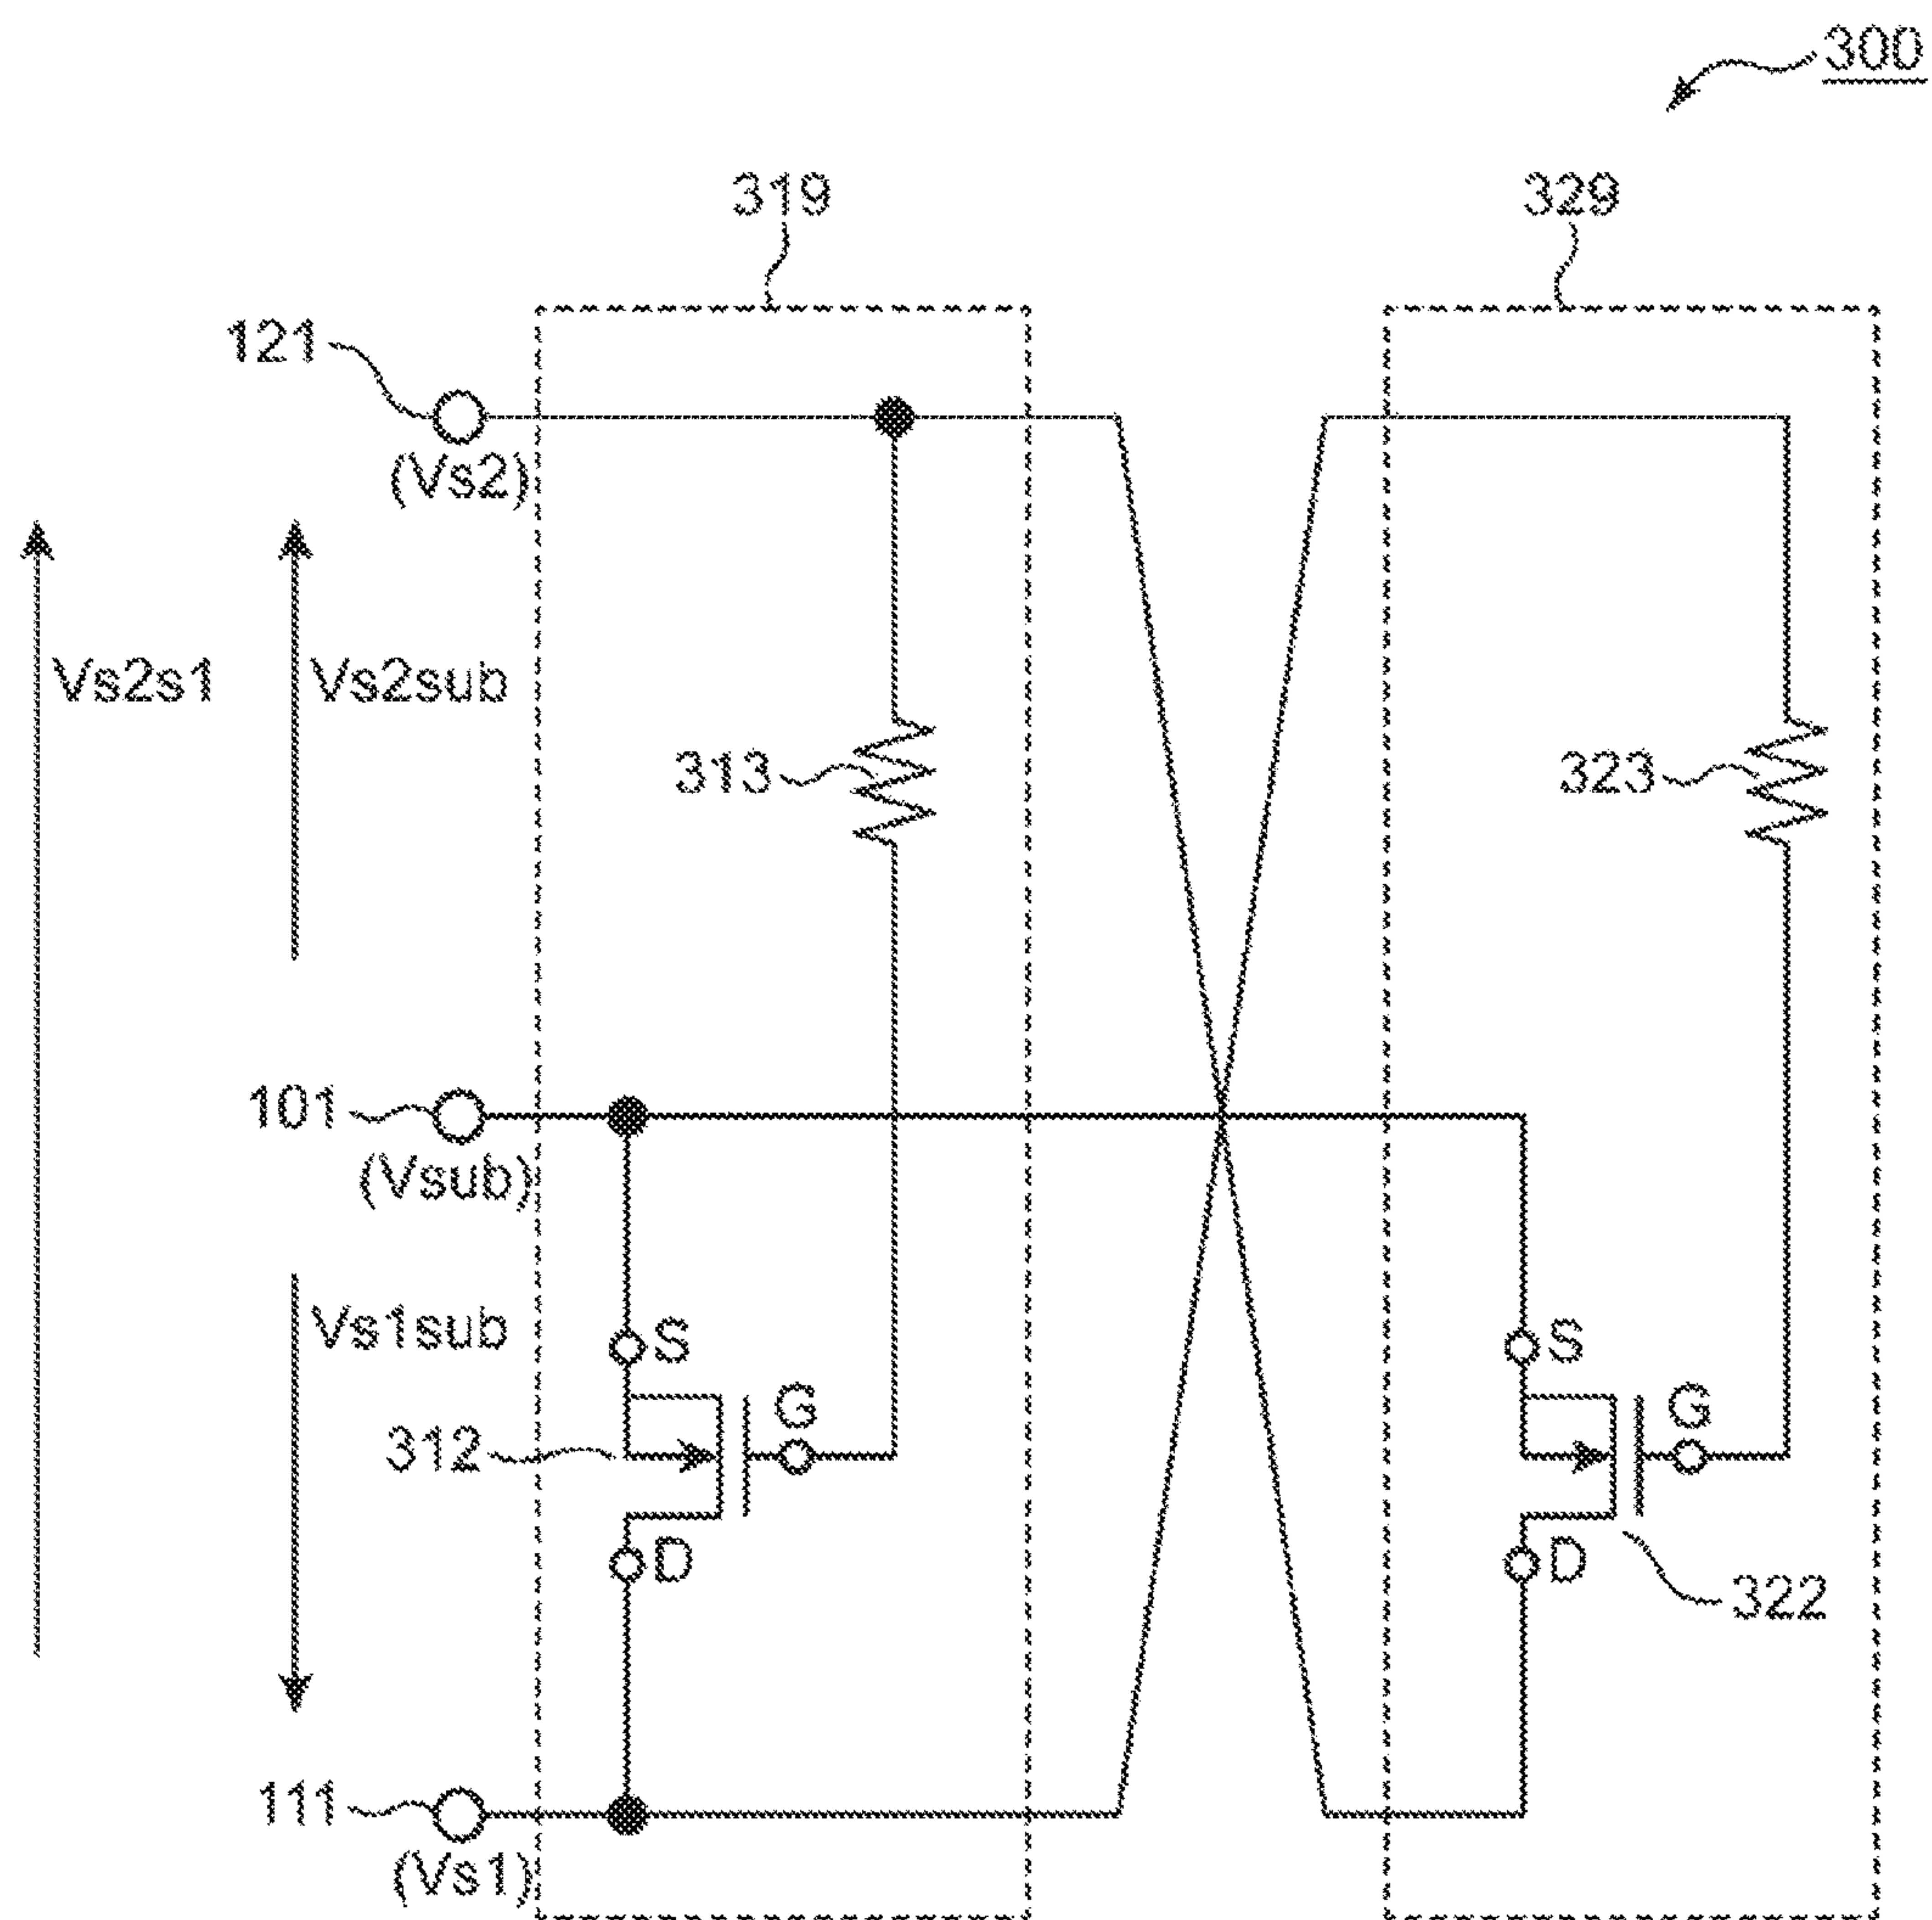 300
319
329
121
(Vs2)
Vs2s1
Vs2sub
313
323
101
(Vsub)
Vs1sub
S
S
G
G
312
D
D
322
111
(Vs1)